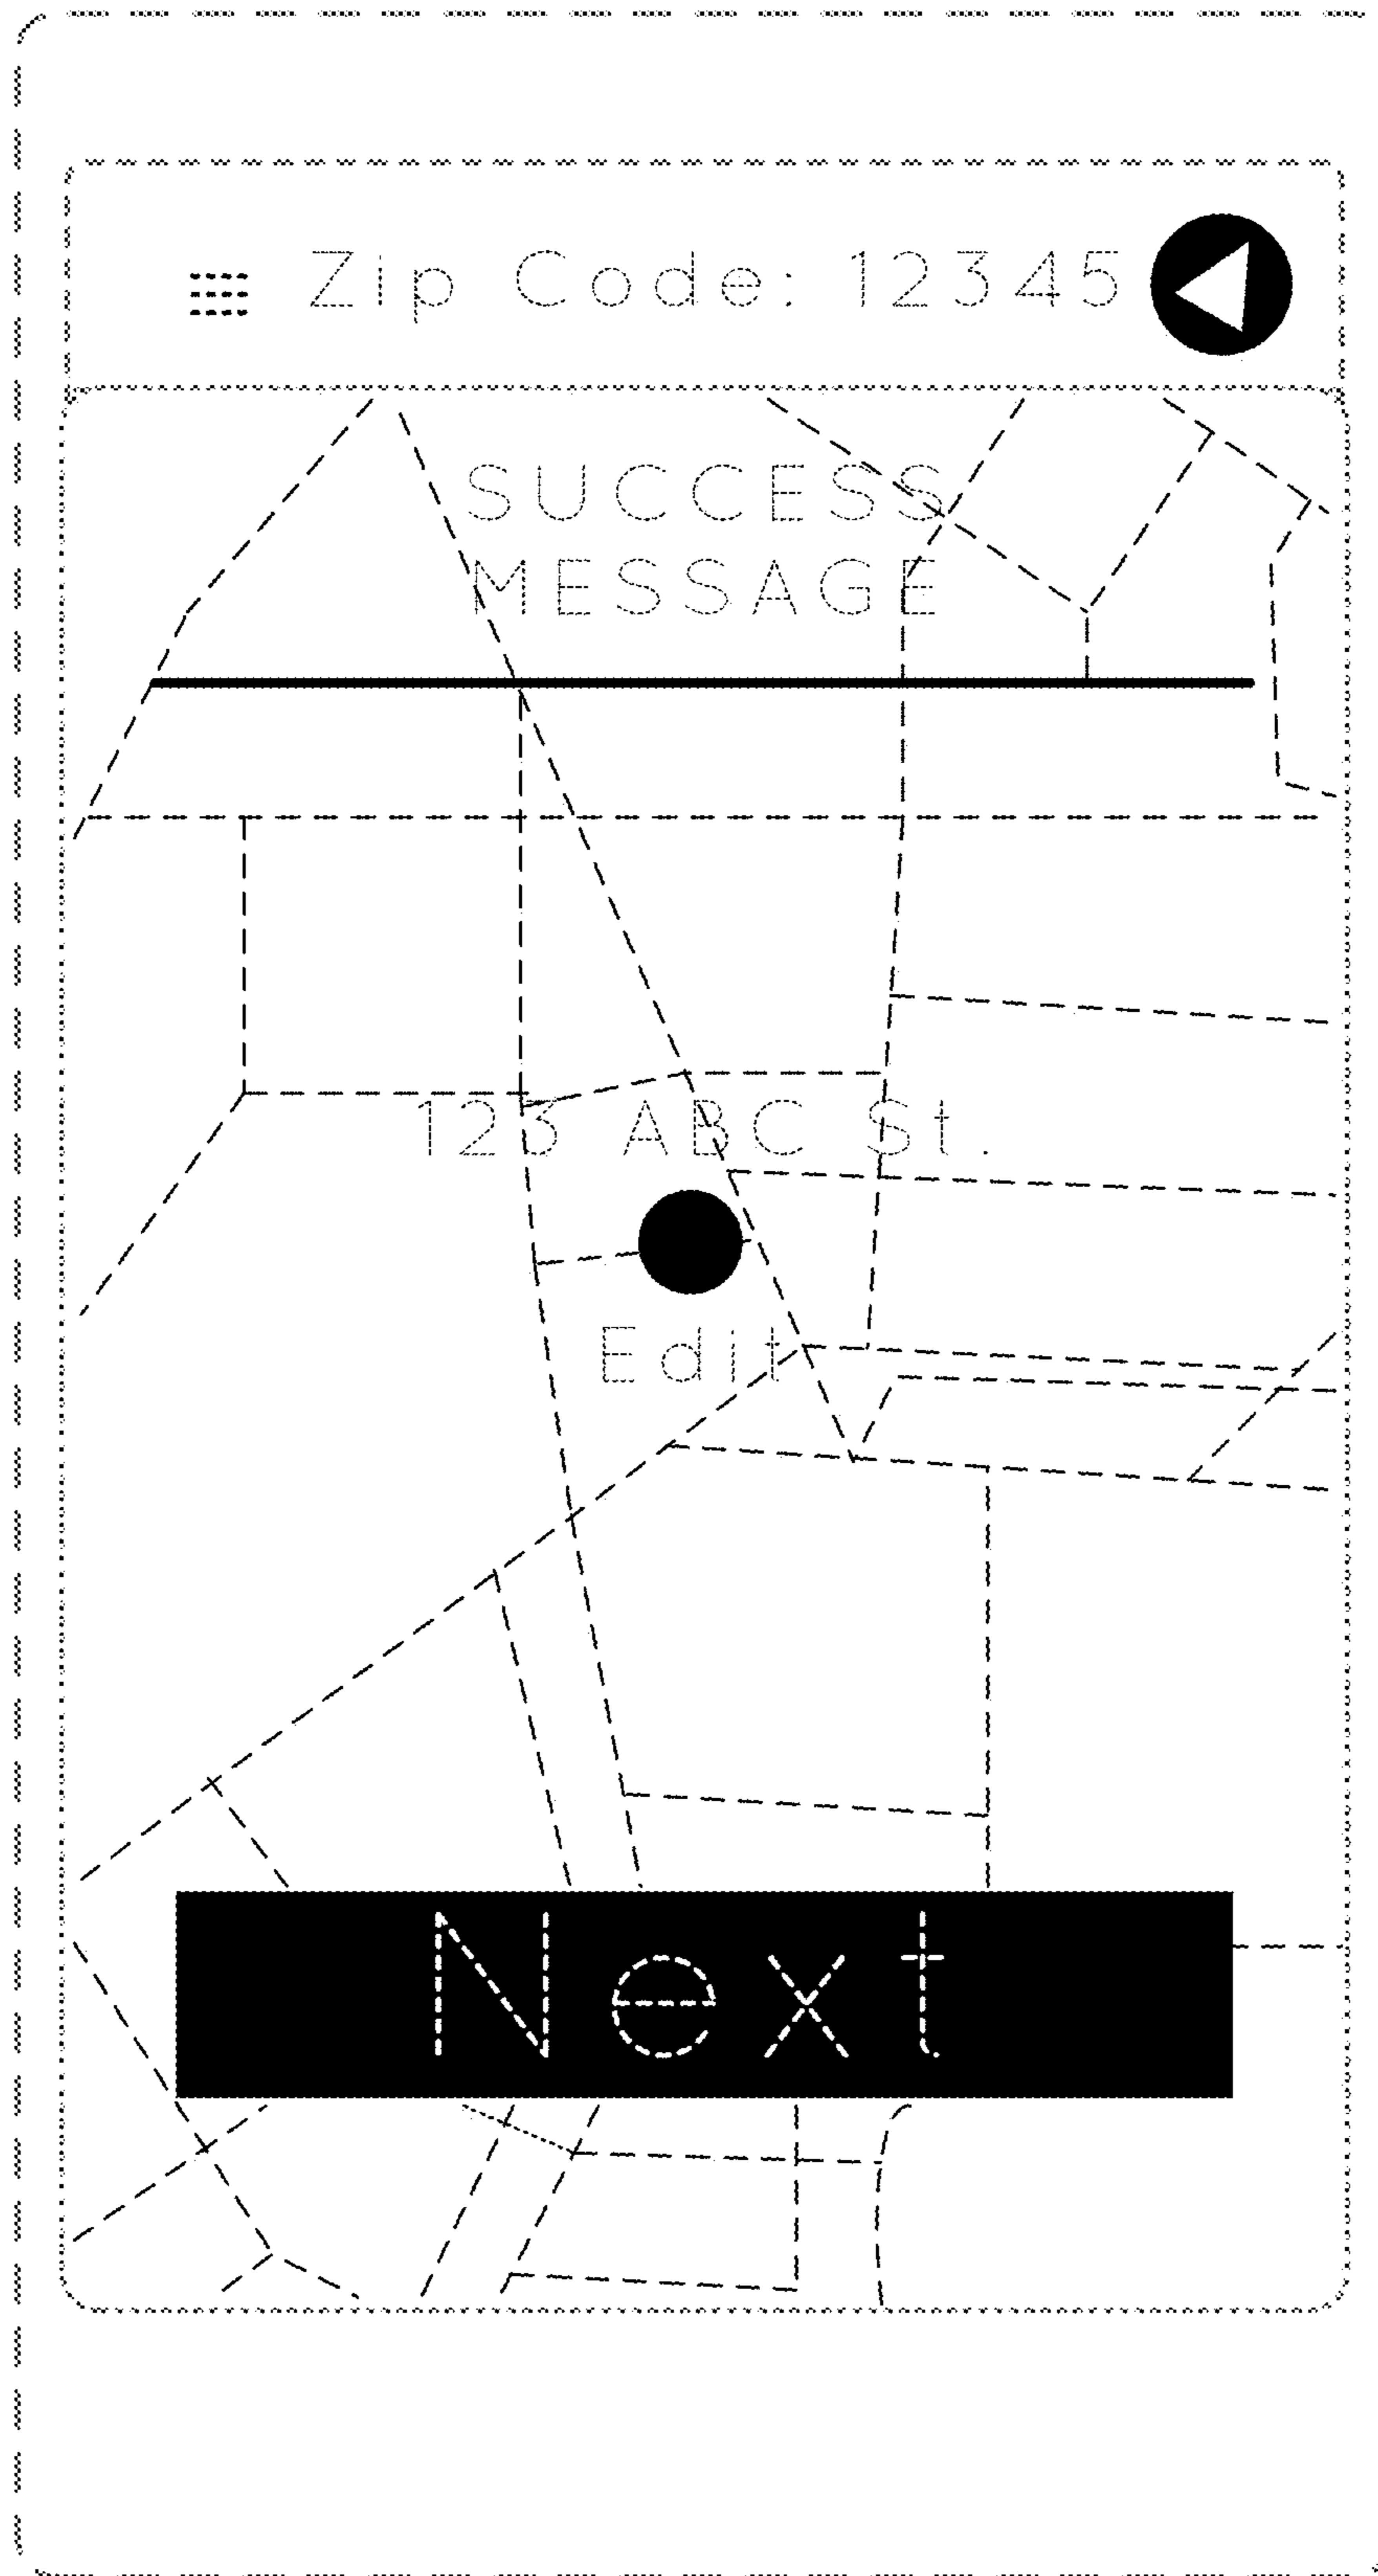 Zip Code: 12345
SUCCESS
MESSAGE
123 ABC St.
Edit
Next